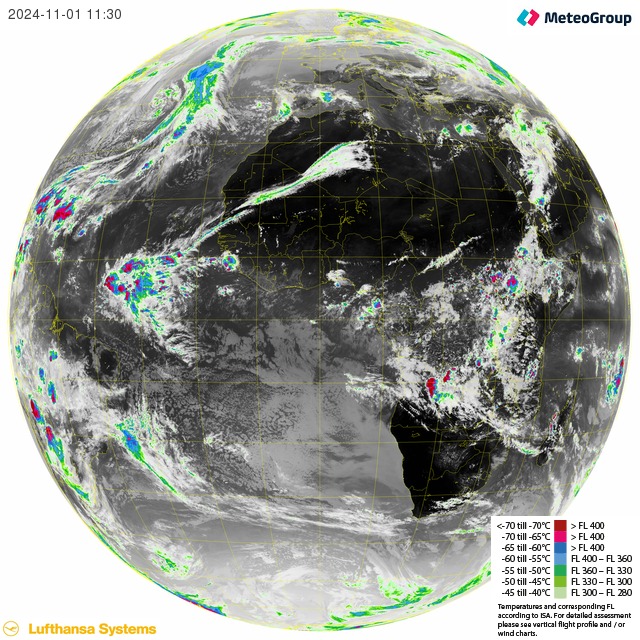 2024-11-01 11:30
MeteoGroup
<-70 till -70°C > FL 400
-70 till -65°C > FL 400
-65 till -60°C > FL 400
-60 till -55°C FL 400 – FL 360
-55 till -50°C FL 360 – FL 330
-50 till -45°C FL 330 – FL 300
-45 till -40°C FL 300 – FL 280
Temperatures and corresponding FL
according to ISA. For detailed assessment
please see vertical flight profile and / or
wind charts.
Lufthansa Systems